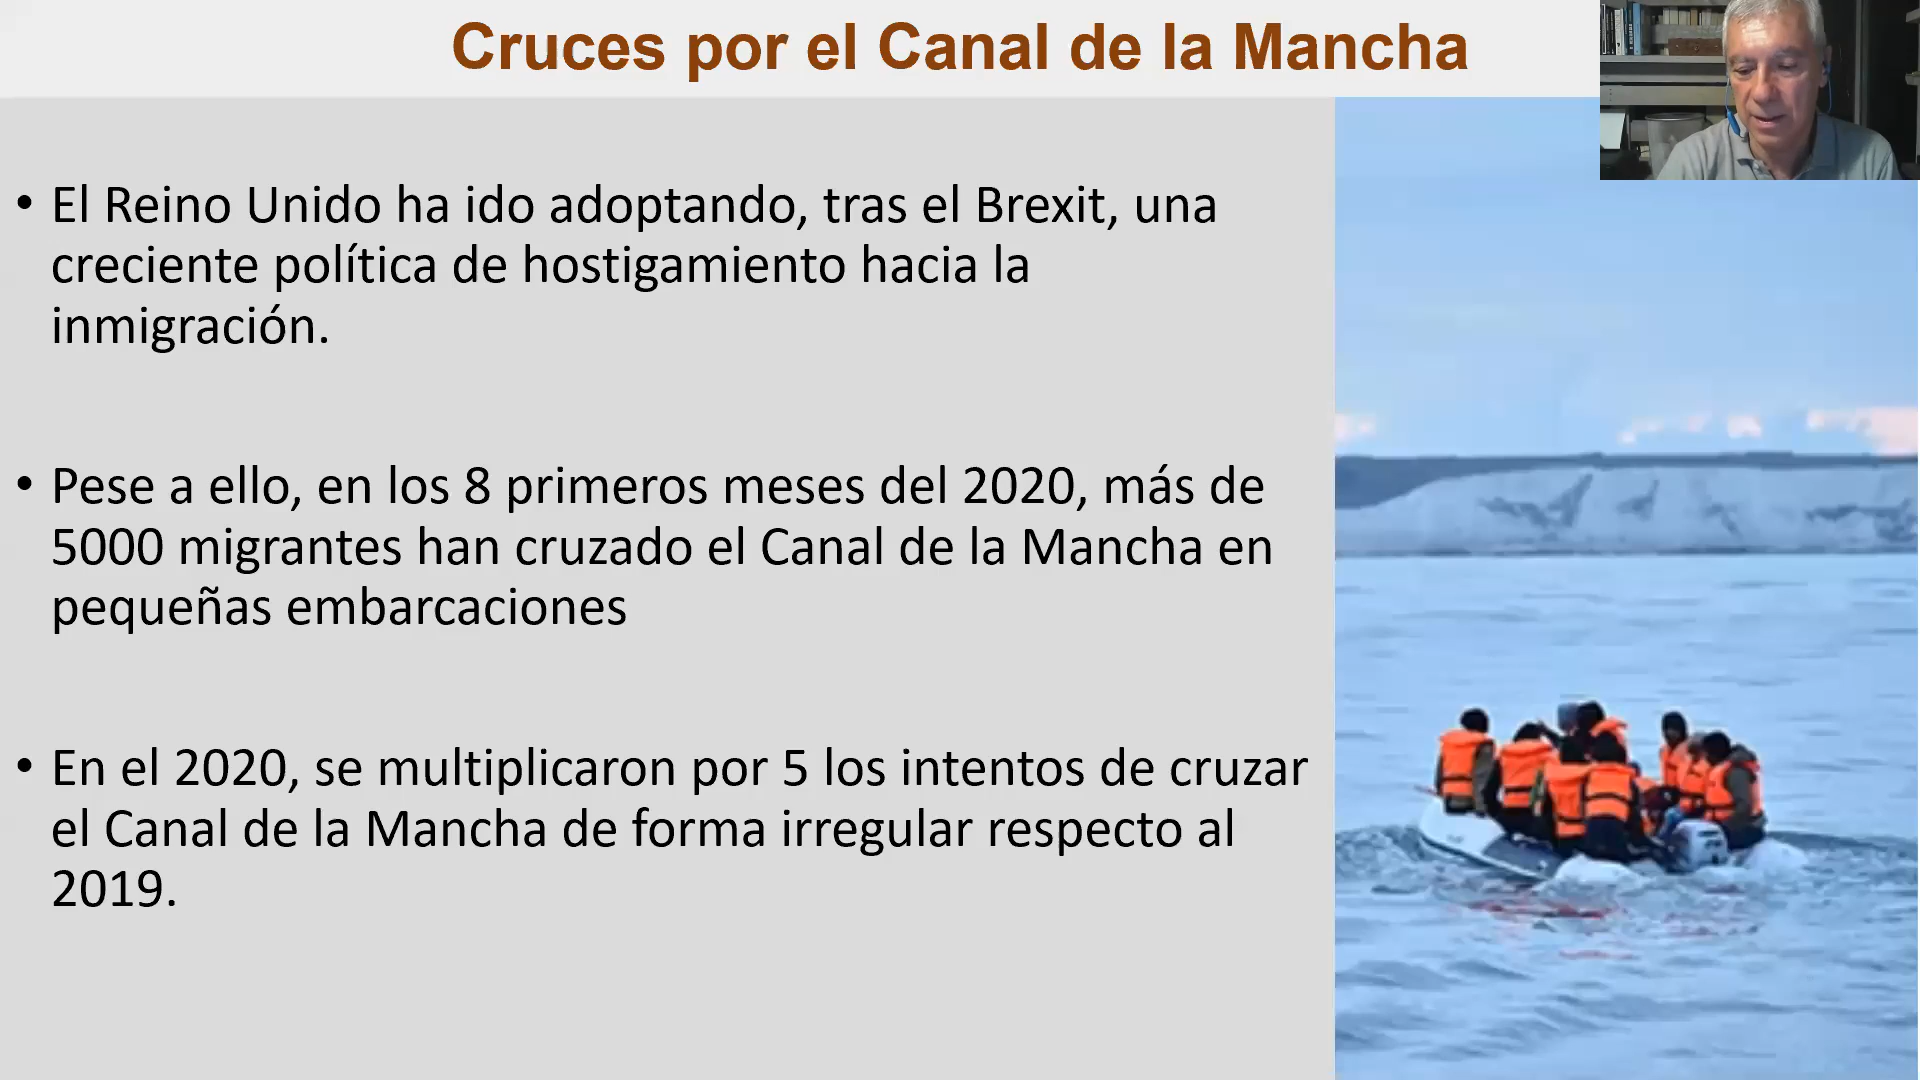 Cruces por el Canal de la Mancha
• El Reino Unido ha ido adoptando, tras el Brexit, una
creciente política de hostigamiento hacia la
inmigración.
• Pese a ello, en los 8 primeros meses del 2020, más de
5000 migrantes han cruzado el Canal de la Mancha en
pequeñas embarcaciones
• En el 2020, se multiplicaron por 5 los intentos de cruzar
el Canal de la Mancha de forma irregular respecto al
2019.